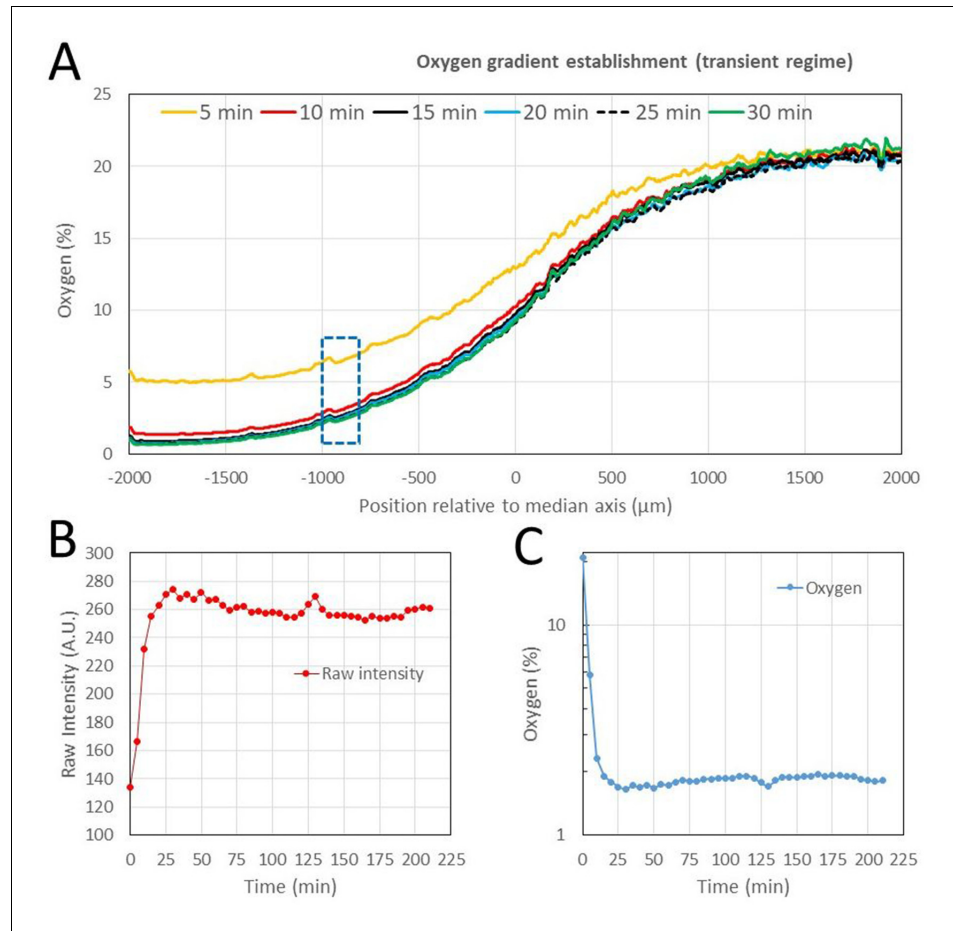 A
Oxygen gradient establishment (transient regime)
25
20
15
10
5
0
Oxygen (%)
5 min 10 min 15 min 20 min 25 min 30 min
-2000 -1500 -1000 -500 0 500 1000 1500 2000
Position relative to median axis (µm)
B
300
280
260
240
220
200
180
160
140
120
100
Raw Intensity (A.U.)
Raw intensity
0 25 50 75 100 125 150 175 200 225
Time (min)
C
10
1
Oxygen (%)
Oxygen
0 25 50 75 100 125 150 175 200 225
Time (min)